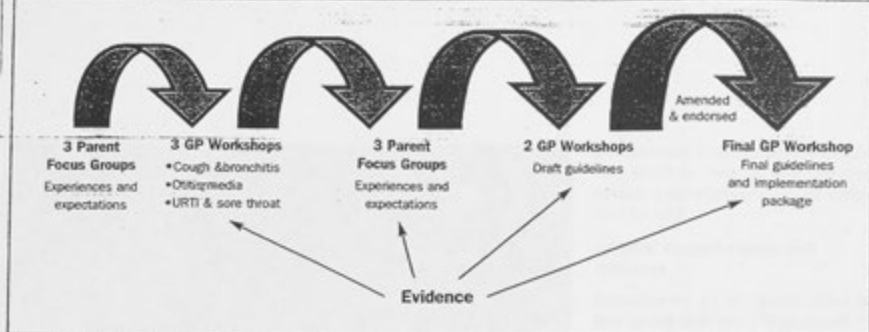 Amended
& endorsed
3 Parent
Focus Groups
Experiences and
expectations
3 GP Workshops
•Cough &bronchitis
•Otitis media
•URTI & sore throat
3 Parent
Focus Groups
Experiences and
expectations
2 GP Workshops
Draft guidelines
Final GP Workshop
Final guidelines
and implementation
package
Evidence